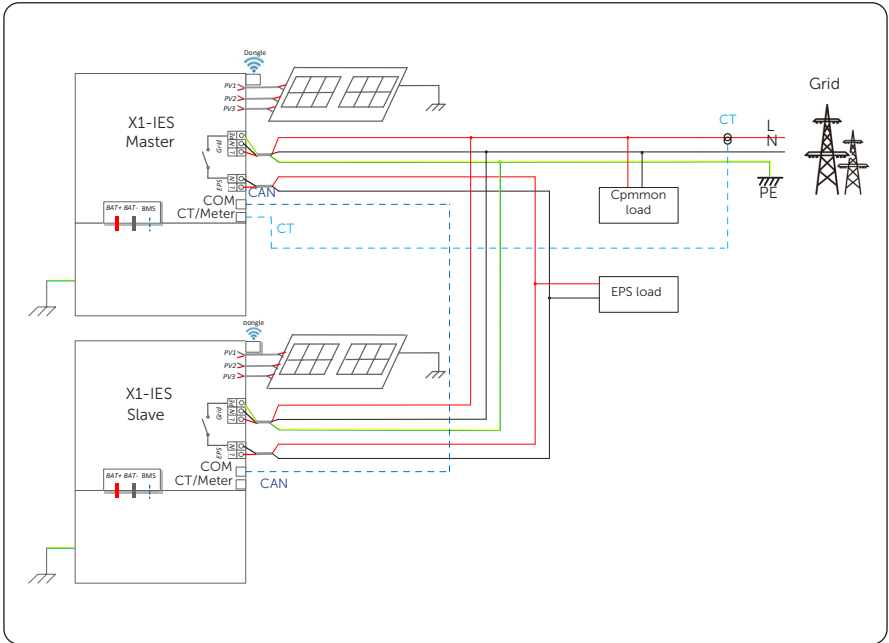 Dongle
PV1
PV2
PV3
X1-IES
Master
Grid
PE
N
L
EPS
N
L
CAN
COM
CT/Meter
CT
BAT+ BAT- BMS
CT
L
N
PE
Grid
Cpmmon
load
EPS load
Dongle
PV1
PV2
PV3
X1-IES
Slave
Grid
PE
N
L
EPS
N
L
COM
CT/Meter
CAN
BAT+ BAT- BMS